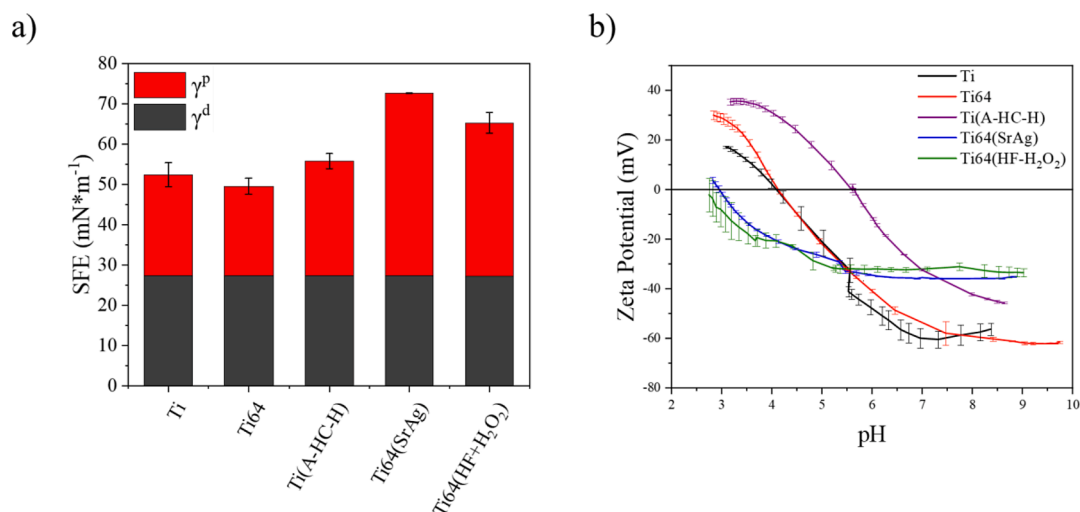 a)
SFE (mN*m-1)
80
70
60
50
40
30
20
10
0
γᵖ
γᵈ
Ti
Ti64
Ti(A-HC-H)
Ti64(SrAg)
Ti64(HF+H₂O₂)
b)
Zeta Potential (mV)
40
20
0
-20
-40
-60
-80
Ti
Ti64
Ti(A-HC-H)
Ti64(SrAg)
Ti64(HF-H₂O₂)
2
3
4
5
6
7
8
9
10
pH